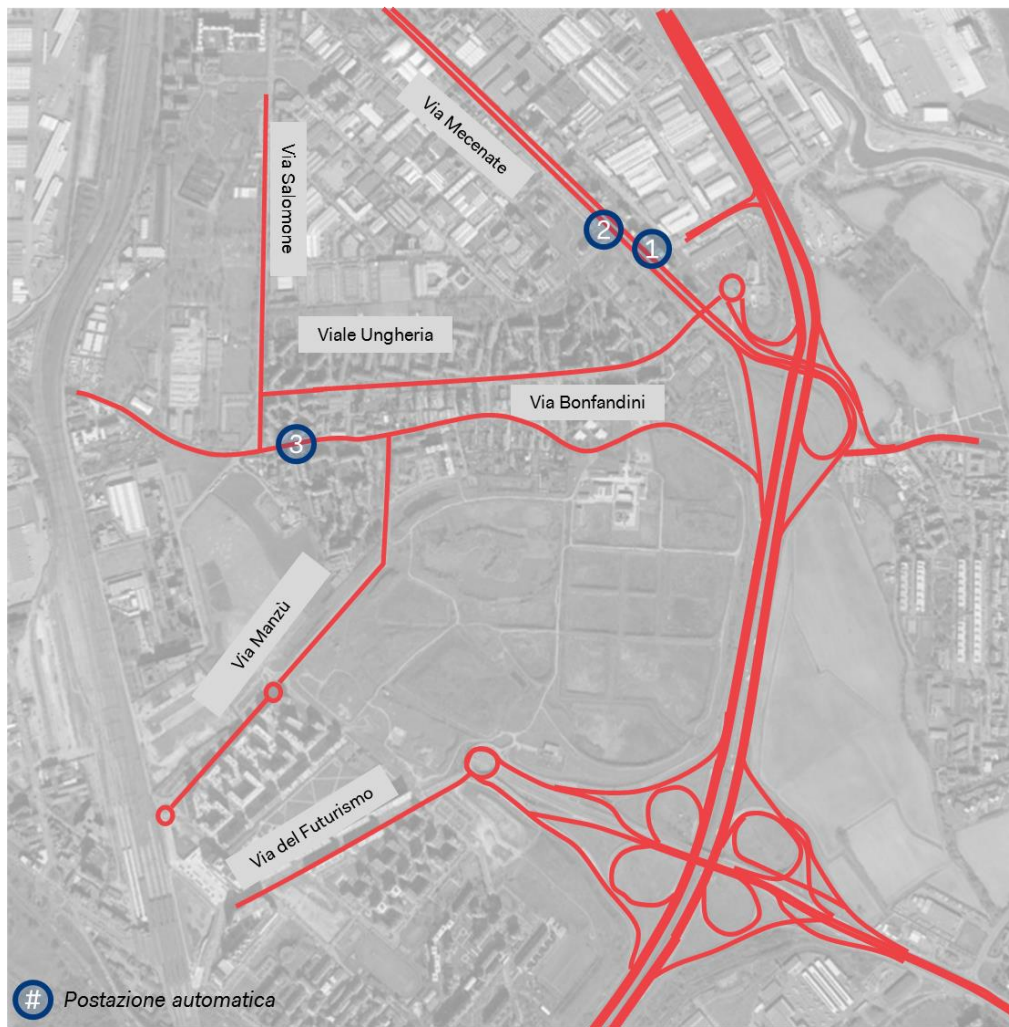 Via Mecenate
Via Salomone
2
1
Viale Ungheria
Via Bonfandini
3
Via Manzù
Via del Futurismo
# Postazione automatica